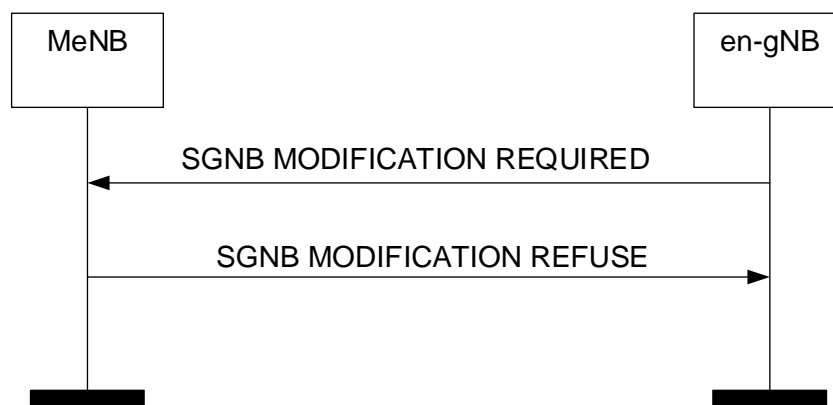 MeNB
en-gNB
SGNB MODIFICATION REQUIRED
SGNB MODIFICATION REFUSE